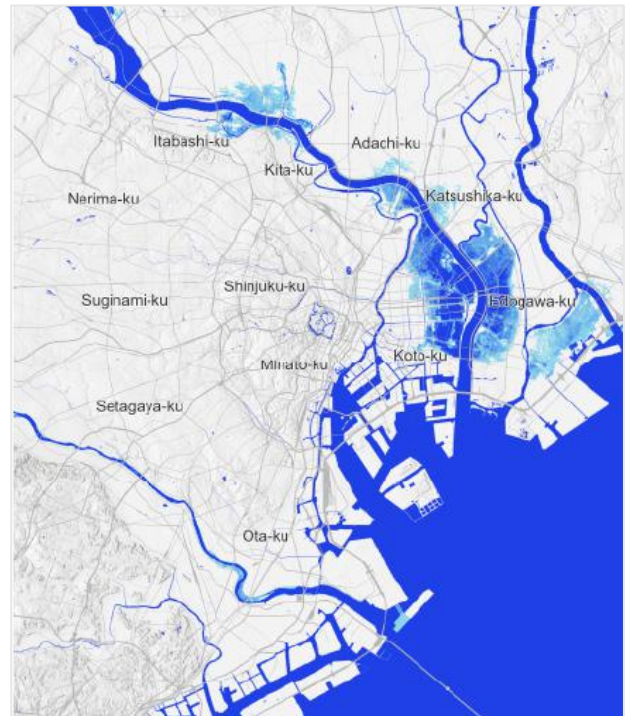 Itabashi-ku
Adachi-ku
Kita-ku
Nerima-ku
Katsushika-ku
Shinjuku-ku
Suginami-ku
Edogawa-ku
Koto-ku
Minato-ku
Setagaya-ku
Ota-ku